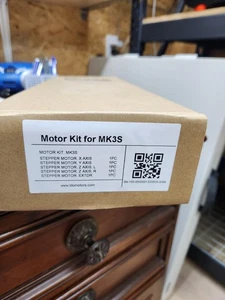 Motor Kit for MK3S
MOTOR KIT, MK3S
STEPPER MOTOR, X AXIS 1PC
STEPPER MOTOR, Y AXIS 1PC
STEPPER MOTOR, Z AXIS, L 1PC
STEPPER MOTOR, Z AXIS, R 1PC
STEPPER MOTOR, EXTDR 1PC